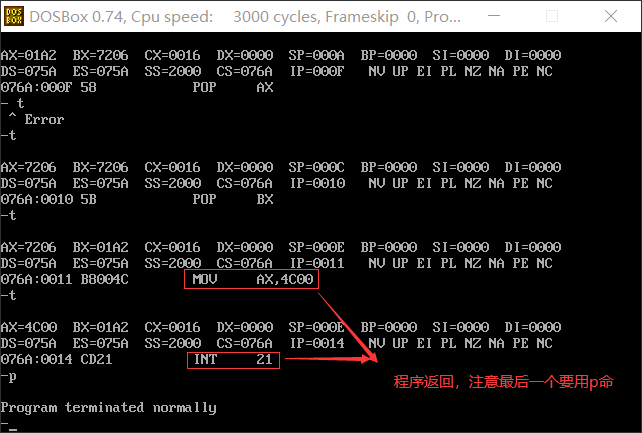 DOSBox 0.74, Cpu speed: 3000 cycles, Frameskip 0, Pro...
AX=01A2 BX=7206 CX=0016 DX=0000 SP=000A BP=0000 SI=0000 DI=0000
DS=075A ES=075A SS=2000 CS=076A IP=000F NV UP EI PL NZ NA PE NC
076A:000F 58 POP AX
- t
^ Error
-t
AX=7206 BX=7206 CX=0016 DX=0000 SP=000C BP=0000 SI=0000 DI=0000
DS=075A ES=075A SS=2000 CS=076A IP=0010 NV UP EI PL NZ NA PE NC
076A:0010 5B POP BX
-t
AX=7206 BX=01A2 CX=0016 DX=0000 SP=000E BP=0000 SI=0000 DI=0000
DS=075A ES=075A SS=2000 CS=076A IP=0011 NV UP EI PL NZ NA PE NC
076A:0011 B8004C MOV AX,4C00
-t
AX=4C00 BX=01A2 CX=0016 DX=0000 SP=000E BP=0000 SI=0000 DI=0000
DS=075A ES=075A SS=2000 CS=076A IP=0014 NV UP EI PL NZ NA PE NC
076A:0014 CD21 INT 21
-p
程序返回，注意最后一个要用p命
Program terminated normally
-_